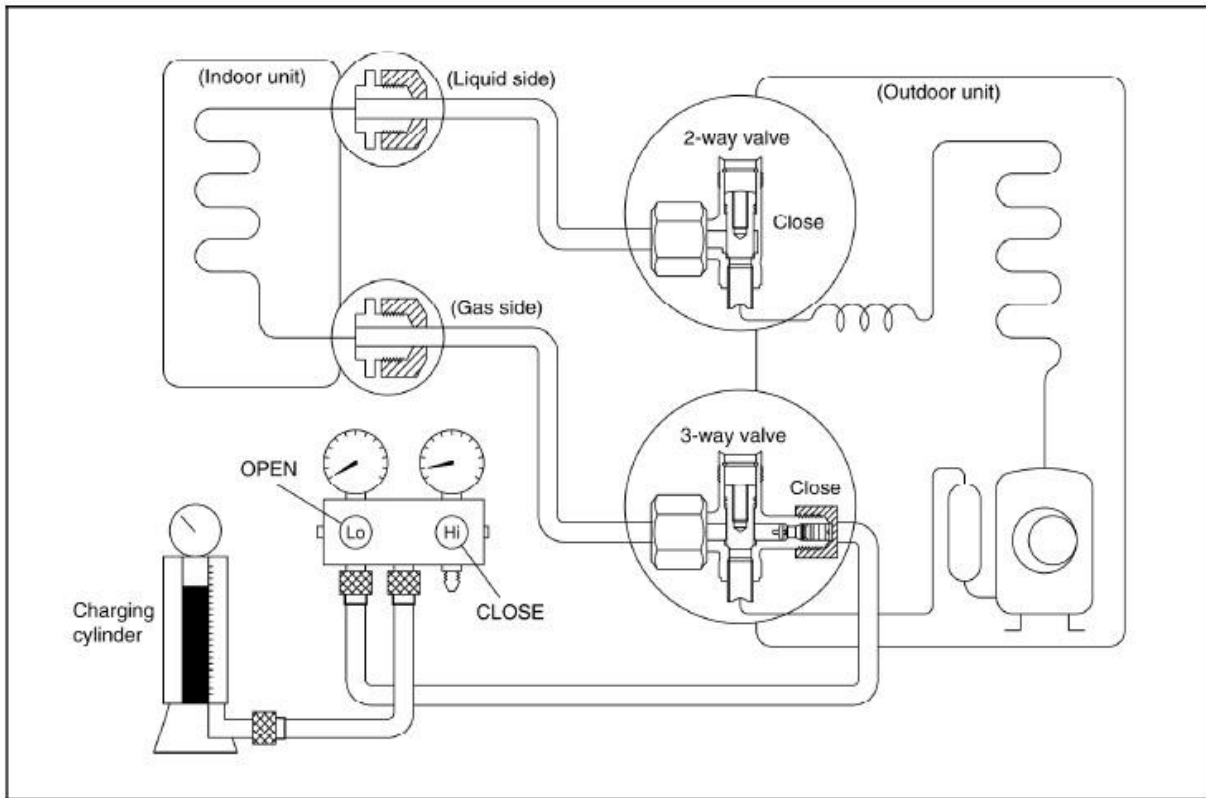 (Indoor unit)
(Liquid side)
(Outdoor unit)
2-way valve
Close
(Gas side)
3-way valve
Close
OPEN
Lo
Hi
CLOSE
Charging
cylinder